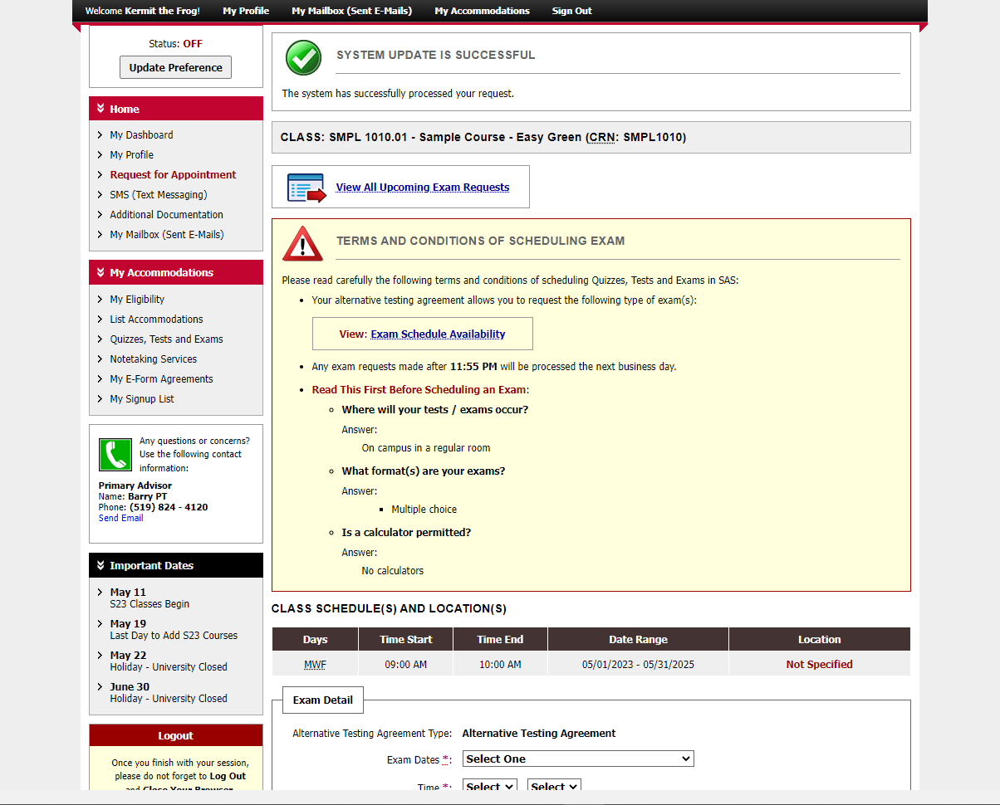 Welcome Kermit the Frog! My Profile My Mailbox (Sent E-Mails) My Accommodations Sign Out
Status: OFF
Update Preference
Home
My Dashboard
My Profile
Request for Appointment
SMS (Text Messaging)
Additional Documentation
My Mailbox (Sent E-Mails)
My Accommodations
My Eligibility
List Accommodations
Quizzes, Tests and Exams
Notetaking Services
My E-Form Agreements
My Signup List
Any questions or concerns?
Use the following contact
information:
Primary Advisor
Name: Barry PT
Phone: (519) 824 - 4120
Send Email
Important Dates
May 11
S23 Classes Begin
May 19
Last Day to Add S23 Courses
May 22
Holiday - University Closed
June 30
Holiday - University Closed
Logout
Once you finish with your session,
please do not forget to Log Out
and Close Your Browser
SYSTEM UPDATE IS SUCCESSFUL
The system has successfully processed your request.
CLASS: SMPL 1010.01 - Sample Course - Easy Green (CRN: SMPL1010)
View All Upcoming Exam Requests
TERMS AND CONDITIONS OF SCHEDULING EXAM
Please read carefully the following terms and conditions of scheduling Quizzes, Tests and Exams in SAS:
• Your alternative testing agreement allows you to request the following type of exam(s):
View: Exam Schedule Availability
• Any exam requests made after 11:55 PM will be processed the next business day.
• Read This First Before Scheduling an Exam:
Where will your tests / exams occur?
Answer:
On campus in a regular room
What format(s) are your exams?
Answer:
Multiple choice
Is a calculator permitted?
Answer:
No calculators
CLASS SCHEDULE(S) AND LOCATION(S)
Days Time Start Time End Date Range Location
MWF 09:00 AM 10:00 AM 05/01/2023 - 05/31/2025 Not Specified
Exam Detail
Alternative Testing Agreement Type: Alternative Testing Agreement
Exam Dates *: Select One
Time *: Select Select